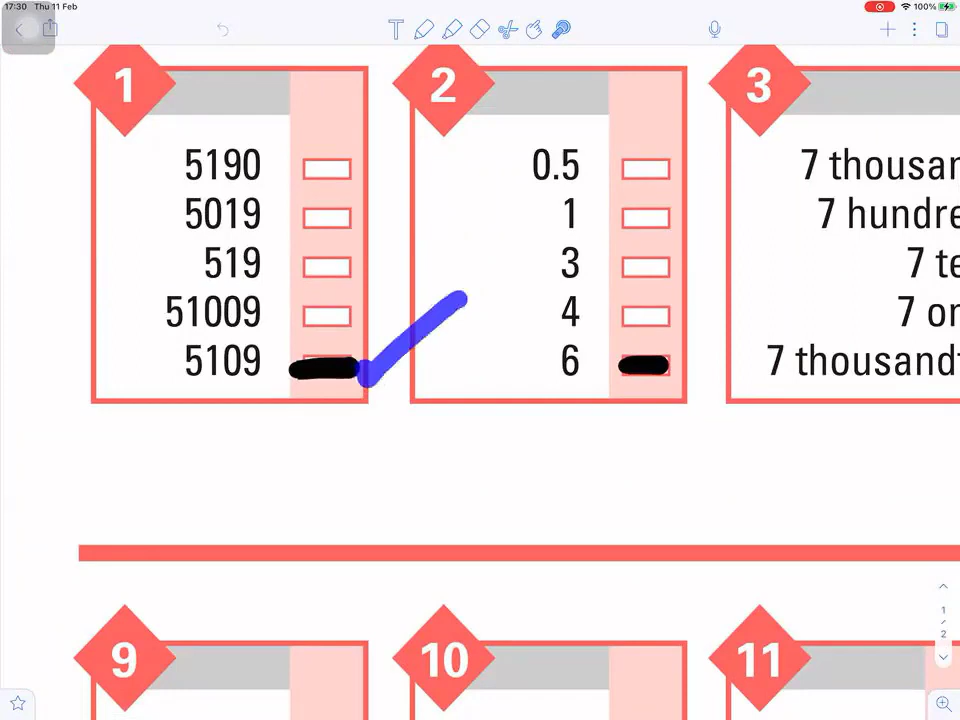 17:30 Thu 11 Feb
100%
T
1
5190
5019
519
51009
5109
2
0.5
1
3
4
6
3
7 thousan
7 hundre
7 te
7 or
7 thousandt
1
/
2
9
10
11